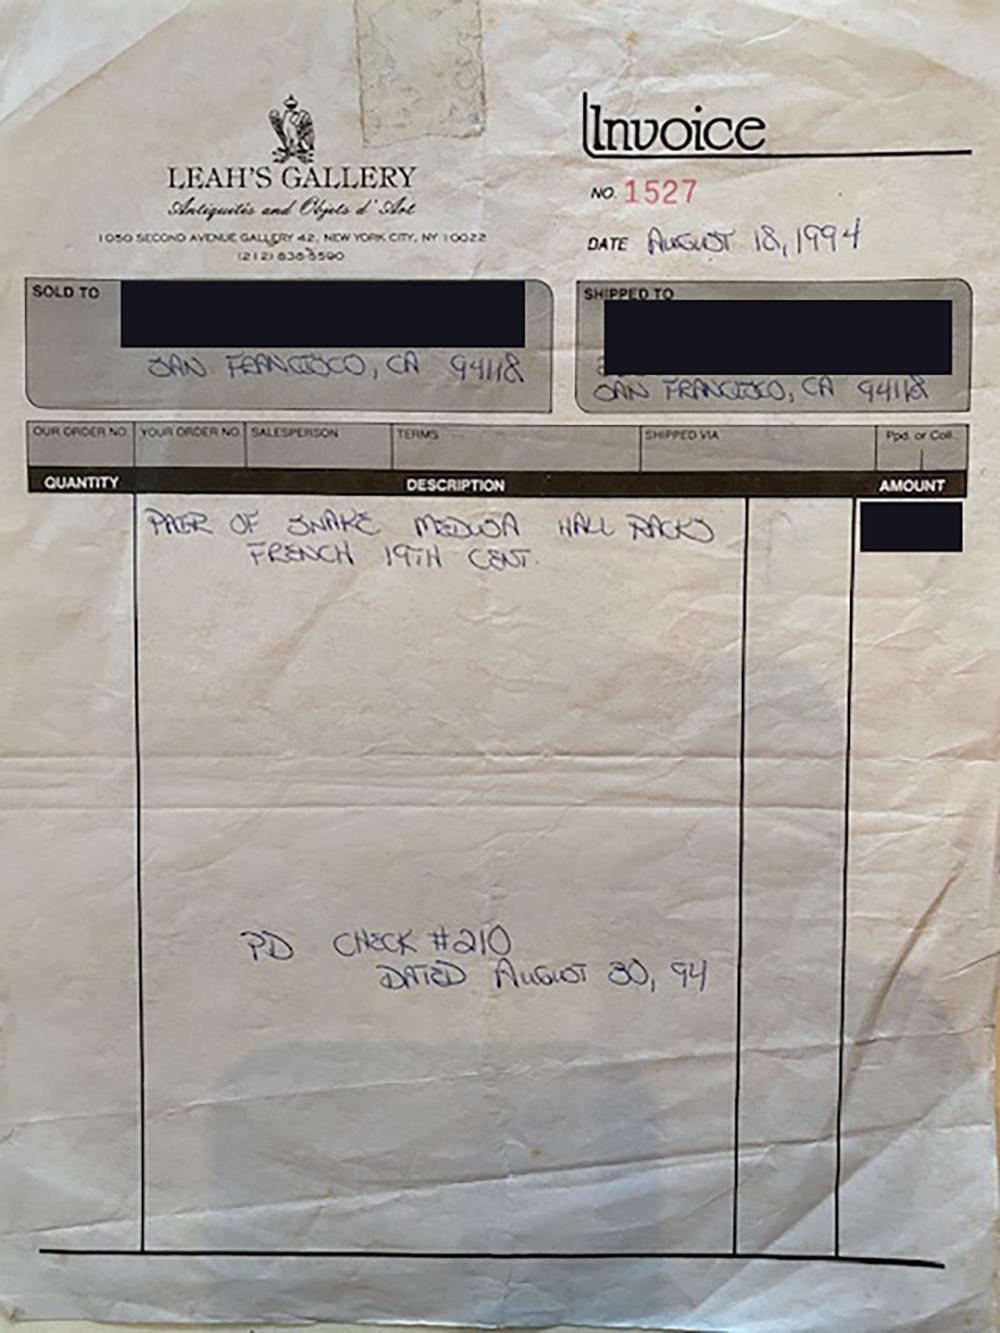 Invoice
LEAH'S GALLERY
Antiquités and Objets d'Art
1050 SECOND AVENUE GALLERY 42, NEW YORK CITY, NY 10022
(212) 838-5590
NO. 1527
DATE AUGUST 18, 1994
SOLD TO
SAN FRANCISCO, CA 94118
SHIPPED TO
SAN FRANCISCO, CA 94118
OUR ORDER NO. YOUR ORDER NO. SALESPERSON TERMS SHIPPED VIA Ppd. or Coll.
QUANTITY DESCRIPTION AMOUNT
PAIR OF SNAKE MEDUSA HALL RACKS
FRENCH 19TH CENT.
PD CHECK #210
DATED AUGUST 30, 94